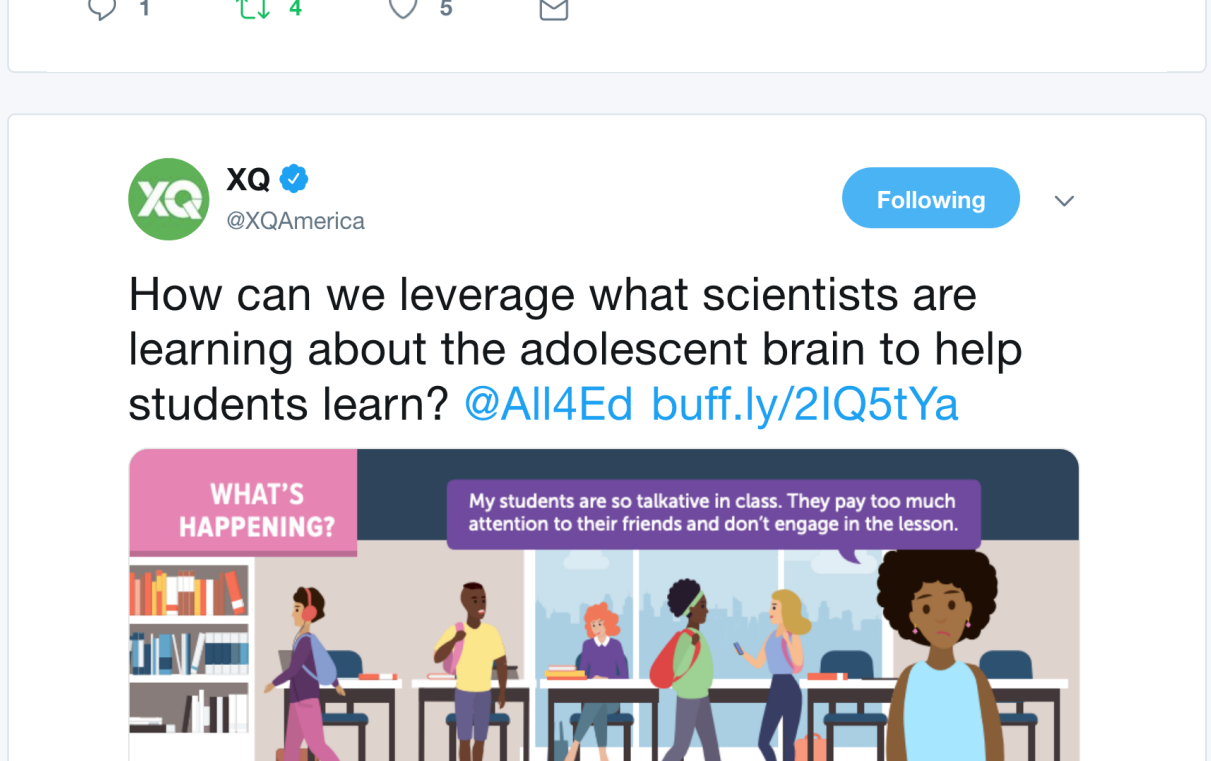 1 4 5
XQ
XQ
@XQAmerica
Following
How can we leverage what scientists are
learning about the adolescent brain to help
students learn? @All4Ed buff.ly/2IQ5tYa
WHAT'S
HAPPENING?
My students are so talkative in class. They pay too much
attention to their friends and don't engage in the lesson.